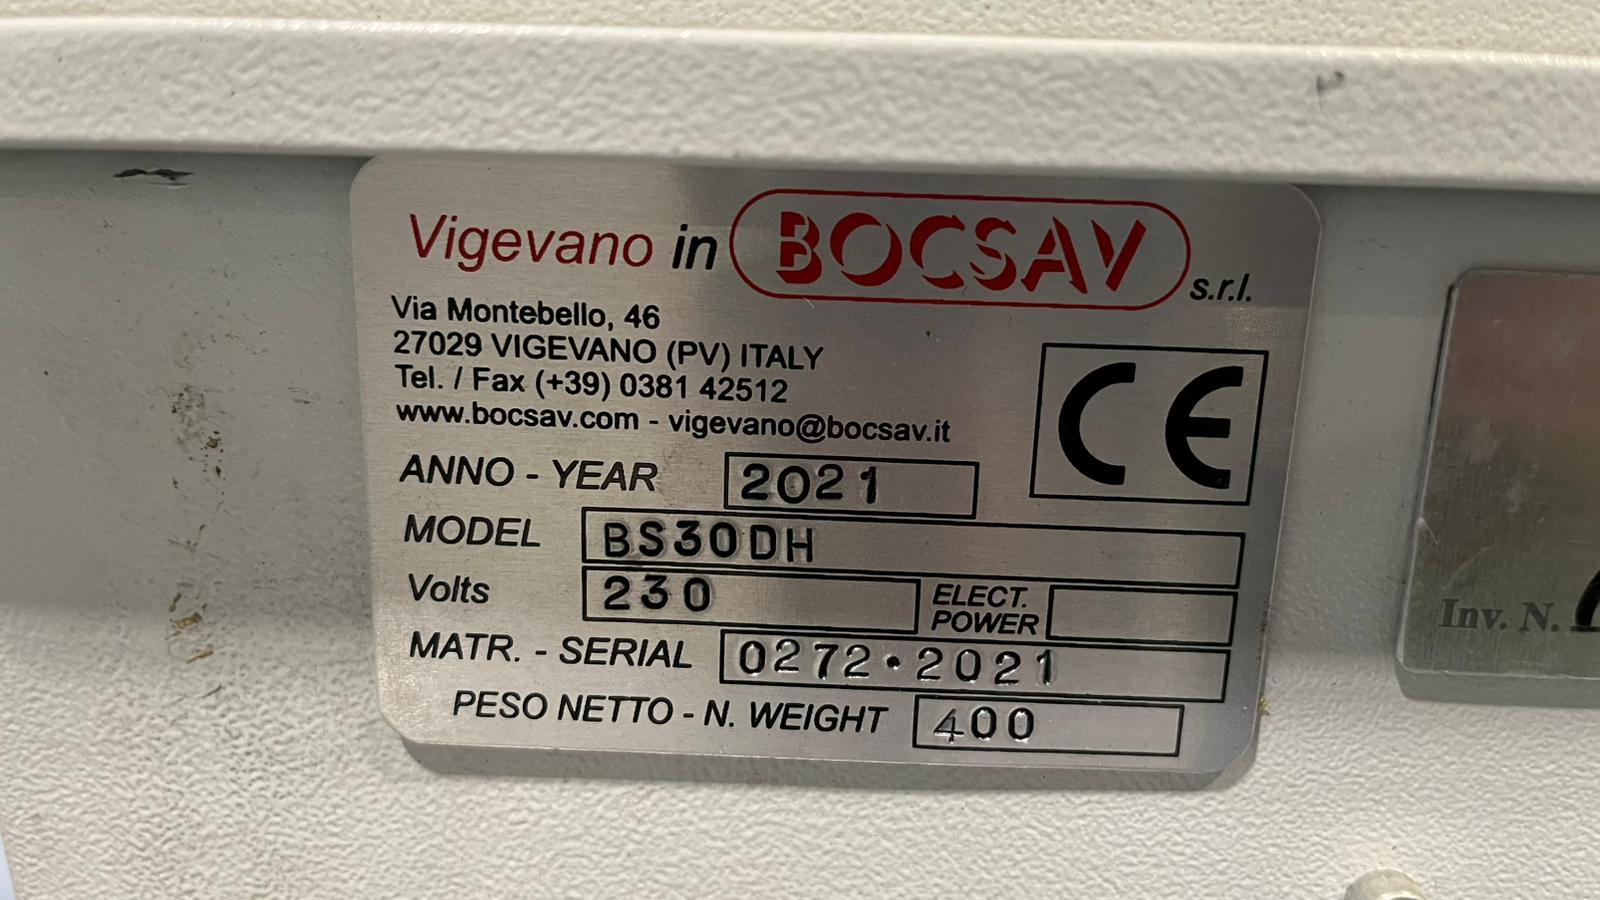 Vigevano in BOCSAV s.r.l.
Via Montebello, 46
27029 VIGEVANO (PV) ITALY
Tel. / Fax (+39) 0381 42512
www.bocsav.com - vigevano@bocsav.it
CE
ANNO - YEAR 2021
MODEL BS30DH
Volts 230 ELECT. POWER
MATR. - SERIAL 0272•2021
PESO NETTO - N. WEIGHT 400
Inv. N.